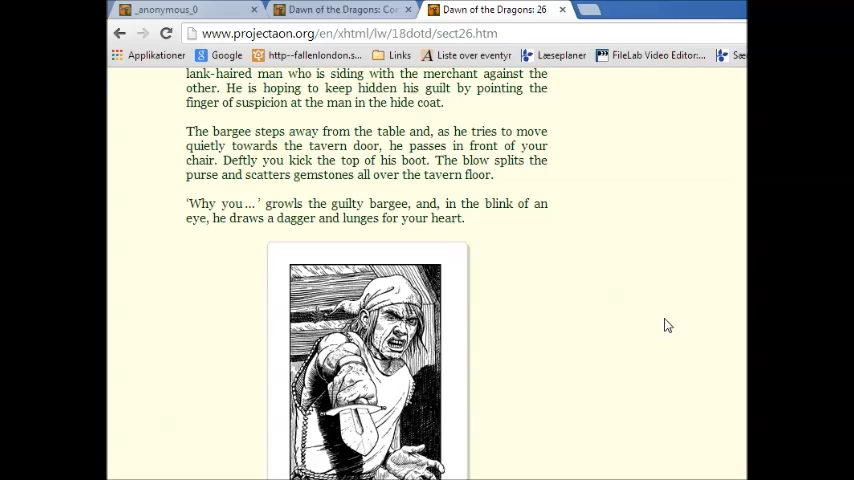 _anonymous_0
Dawn of the Dragons: Cor
Dawn of the Dragons: 26
www.projectaon.org/en/xhtml/lw/18dotd/sect26.htm
Applikationer
Google
http--fallenlondon.s...
Links
Liste over eventyr
Læseplaner
FileLab Video Editor:...
Sæ
lank-haired man who is siding with the merchant against the
other. He is hoping to keep hidden his guilt by pointing the
finger of suspicion at the man in the hide coat.
The bargee steps away from the table and, as he tries to move
quietly towards the tavern door, he passes in front of your
chair. Deftly you kick the top of his boot. The blow splits the
purse and scatters gemstones all over the tavern floor.
‘Why you… ’ growls the guilty bargee, and, in the blink of an
eye, he draws a dagger and lunges for your heart.